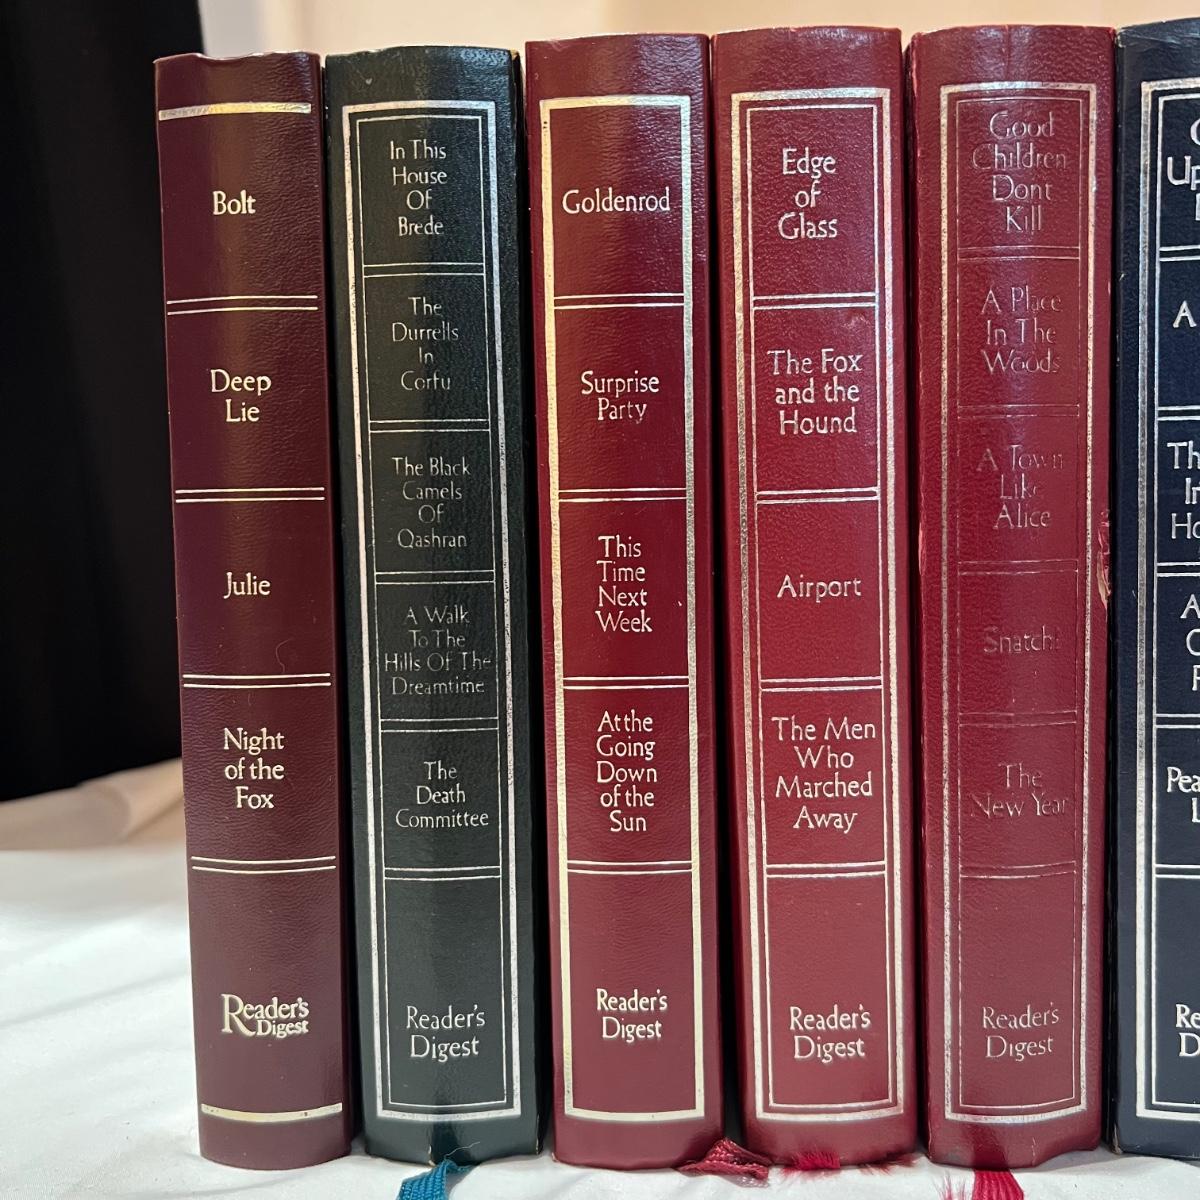 Bolt
Deep
Lie
Julie
Night
of the
Fox
Reader's
Digest
In This
House
Of
Brede
The
Durrells
In
Corfu
The Black
Camels
Of
Qashran
A Walk
To The
Hills Of The
Dreamtime
The
Death
Committee
Reader's
Digest
Goldenrod
Surprise
Party
This
Time
Next
Week
At the
Going
Down
of the
Sun
Reader's
Digest
Edge
of
Glass
The Fox
and the
Hound
Airport
The Men
Who
Marched
Away
Reader's
Digest
Good
Children
Dont
Kill
A Place
In The
Woods
A Town
Like
Alice
Snatch!
The
New Year
Reader's
Digest
Up
A